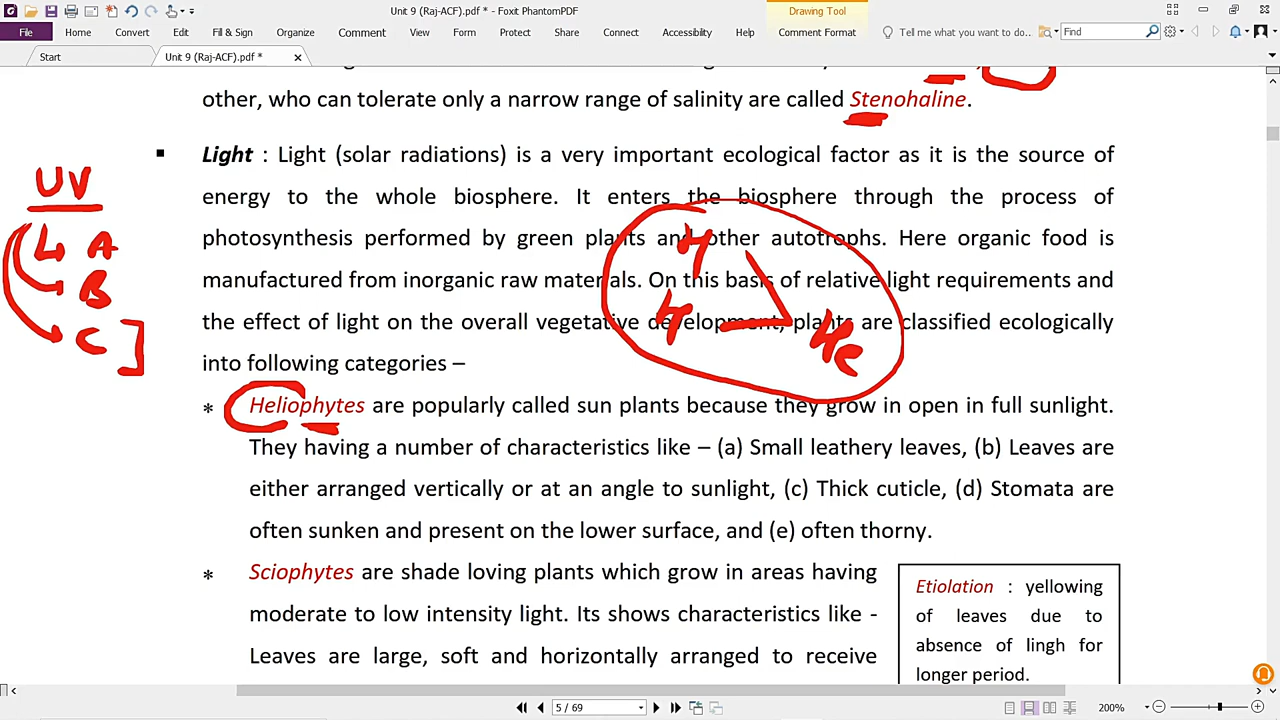 Unit 9 (Raj-ACF).pdf * - Foxit PhantomPDF
Drawing Tool
File Home Convert Edit Fill & Sign Organize Comment View Form Protect Share Connect Accessibility Help Comment Format Tell me what you want to do... Find
Start Unit 9 (Raj-ACF).pdf *
other, who can tolerate only a narrow range of salinity are called Stenohaline.
▪ Light : Light (solar radiations) is a very important ecological factor as it is the source of
energy to the whole biosphere. It enters the biosphere through the process of
photosynthesis performed by green plants and other autotrophs. Here organic food is
manufactured from inorganic raw materials. On this basis of relative light requirements and
the effect of light on the overall vegetative development, plants are classified ecologically
into following categories –
UV
A
B
C
H
H
He
* Heliophytes are popularly called sun plants because they grow in open in full sunlight.
They having a number of characteristics like – (a) Small leathery leaves, (b) Leaves are
either arranged vertically or at an angle to sunlight, (c) Thick cuticle, (d) Stomata are
often sunken and present on the lower surface, and (e) often thorny.
* Sciophytes are shade loving plants which grow in areas having
moderate to low intensity light. Its shows characteristics like -
Leaves are large, soft and horizontally arranged to receive
Etiolation : yellowing
of leaves due to
absence of lingh for
longer period.
5 / 69
200%